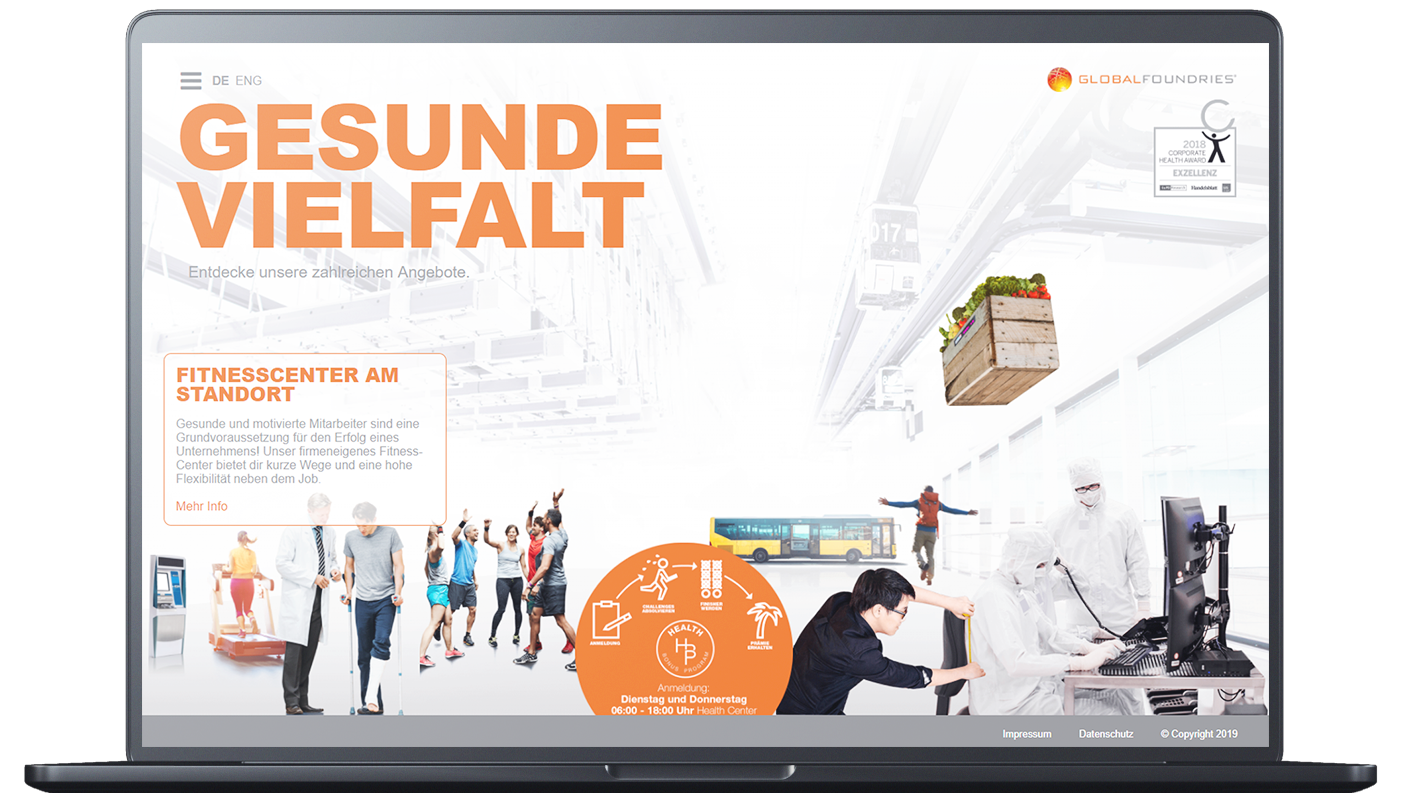 DE ENG
GLOBALFOUNDRIES
GESUNDE
VIELFALT
Entdecke unsere zahlreichen Angebote.
2018
CORPORATE
HEALTH AWARD
EXZELLENZ
Handelsblatt
017
FITNESSCENTER AM
STANDORT
Gesunde und motivierte Mitarbeiter sind eine
Grundvoraussetzung für den Erfolg eines
Unternehmens! Unser firmeneigenes Fitness-
Center bietet dir kurze Wege und eine hohe
Flexibilität neben dem Job.
Mehr Info
ANMELDUNG
CHALLENGES
ABSOLVIEREN
FINISHER
WERDEN
PRÄMIE
ERHALTEN
HEALTH
HBP
BONUS PROGRAM
Anmeldung:
Dienstag und Donnerstag
06:00 - 18:00 Uhr Health Center
Impressum Datenschutz © Copyright 2019